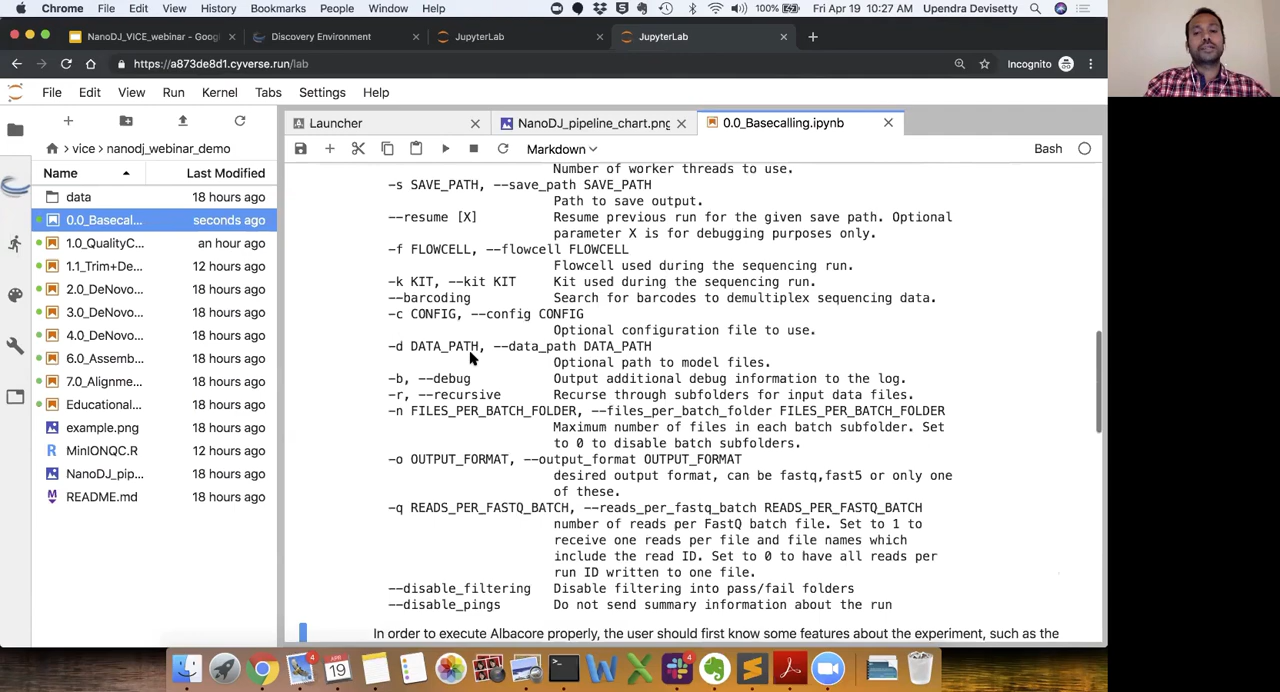 Chrome File Edit View History Bookmarks People Window Help 5 100% Fri Apr 19 10:27 AM Upendra Devisetty
NanoDJ_VICE_webinar - Goog
Discovery Environment
JupyterLab
JupyterLab
https://a873de8d1.cyverse.run/lab
Incognito
File Edit View Run Kernel Tabs Settings Help
Launcher
NanoDJ_pipeline_chart.png
0.0_Basecalling.ipynb
vice nanodj_webinar_demo
Markdown
Bash
Name Last Modified
data 18 hours ago
0.0_Basecal... seconds ago
1.0_QualityC... an hour ago
1.1_Trim+De... 12 hours ago
2.0_DeNovo... 18 hours ago
3.0_DeNovo... 18 hours ago
4.0_DeNovo... 18 hours ago
6.0_Assemb... 18 hours ago
7.0_Alignme... 18 hours ago
Educational... 18 hours ago
example.png 18 hours ago
R MinIONQC.R 12 hours ago
NanoDJ_pip... 18 hours ago
README.md 18 hours ago
Number of worker threads to use.
-s SAVE_PATH, --save_path SAVE_PATH
Path to save output.
--resume [X] Resume previous run for the given save path. Optional
parameter X is for debugging purposes only.
-f FLOWCELL, --flowcell FLOWCELL
Flowcell used during the sequencing run.
-k KIT, --kit KIT Kit used during the sequencing run.
--barcoding Search for barcodes to demultiplex sequencing data.
-c CONFIG, --config CONFIG
Optional configuration file to use.
-d DATA_PATH, --data_path DATA_PATH
Optional path to model files.
-b, --debug Output additional debug information to the log.
-r, --recursive Recurse through subfolders for input data files.
-n FILES_PER_BATCH_FOLDER, --files_per_batch_folder FILES_PER_BATCH_FOLDER
Maximum number of files in each batch subfolder. Set
to 0 to disable batch subfolders.
-o OUTPUT_FORMAT, --output_format OUTPUT_FORMAT
desired output format, can be fastq,fast5 or only one
of these.
-q READS_PER_FASTQ_BATCH, --reads_per_fastq_batch READS_PER_FASTQ_BATCH
number of reads per FastQ batch file. Set to 1 to
receive one reads per file and file names which
include the read ID. Set to 0 to have all reads per
run ID written to one file.
--disable_filtering Disable filtering into pass/fail folders
--disable_pings Do not send summary information about the run
In order to execute Albacore properly, the user should first know some features about the experiment, such as the
4
APR
19
4